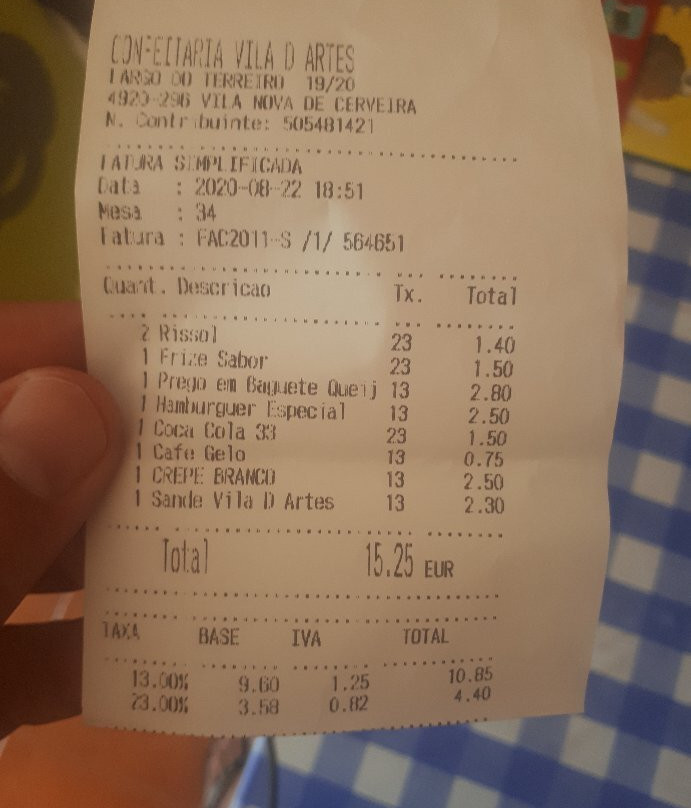 CONFEITARIA VILA D ARTES
LARGO DO TERREIRO 19/20
4920-296 VILA NOVA DE CERVEIRA
N. Contribuinte: 505481421
FATURA SIMPLIFICADA
Data : 2020-08-22 18:51
Mesa : 34
Fatura : FAC2011-S /1/ 564651
Quant. Descricao Tx. Total
2 Rissol 23 1.40
1 Frize Sabor 23 1.50
1 Prego em Baguete Queij 13 2.80
1 Hamburguer Especial 13 2.50
1 Coca Cola 33 23 1.50
1 Cafe Gelo 13 0.75
1 CREPE BRANCO 13 2.50
1 Sande Vila D Artes 13 2.30
Total 15.25 EUR
TAXA BASE IVA TOTAL
13.00% 9.60 1.25 10.85
23.00% 3.58 0.82 4.40